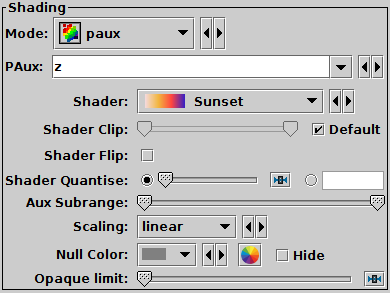 Shading
Mode: paux
PAux: z
Shader: Sunset
Shader Clip: Default
Shader Flip:
Shader Quantise:
Aux Subrange:
Scaling: linear
Null Color: Hide
Opaque limit: